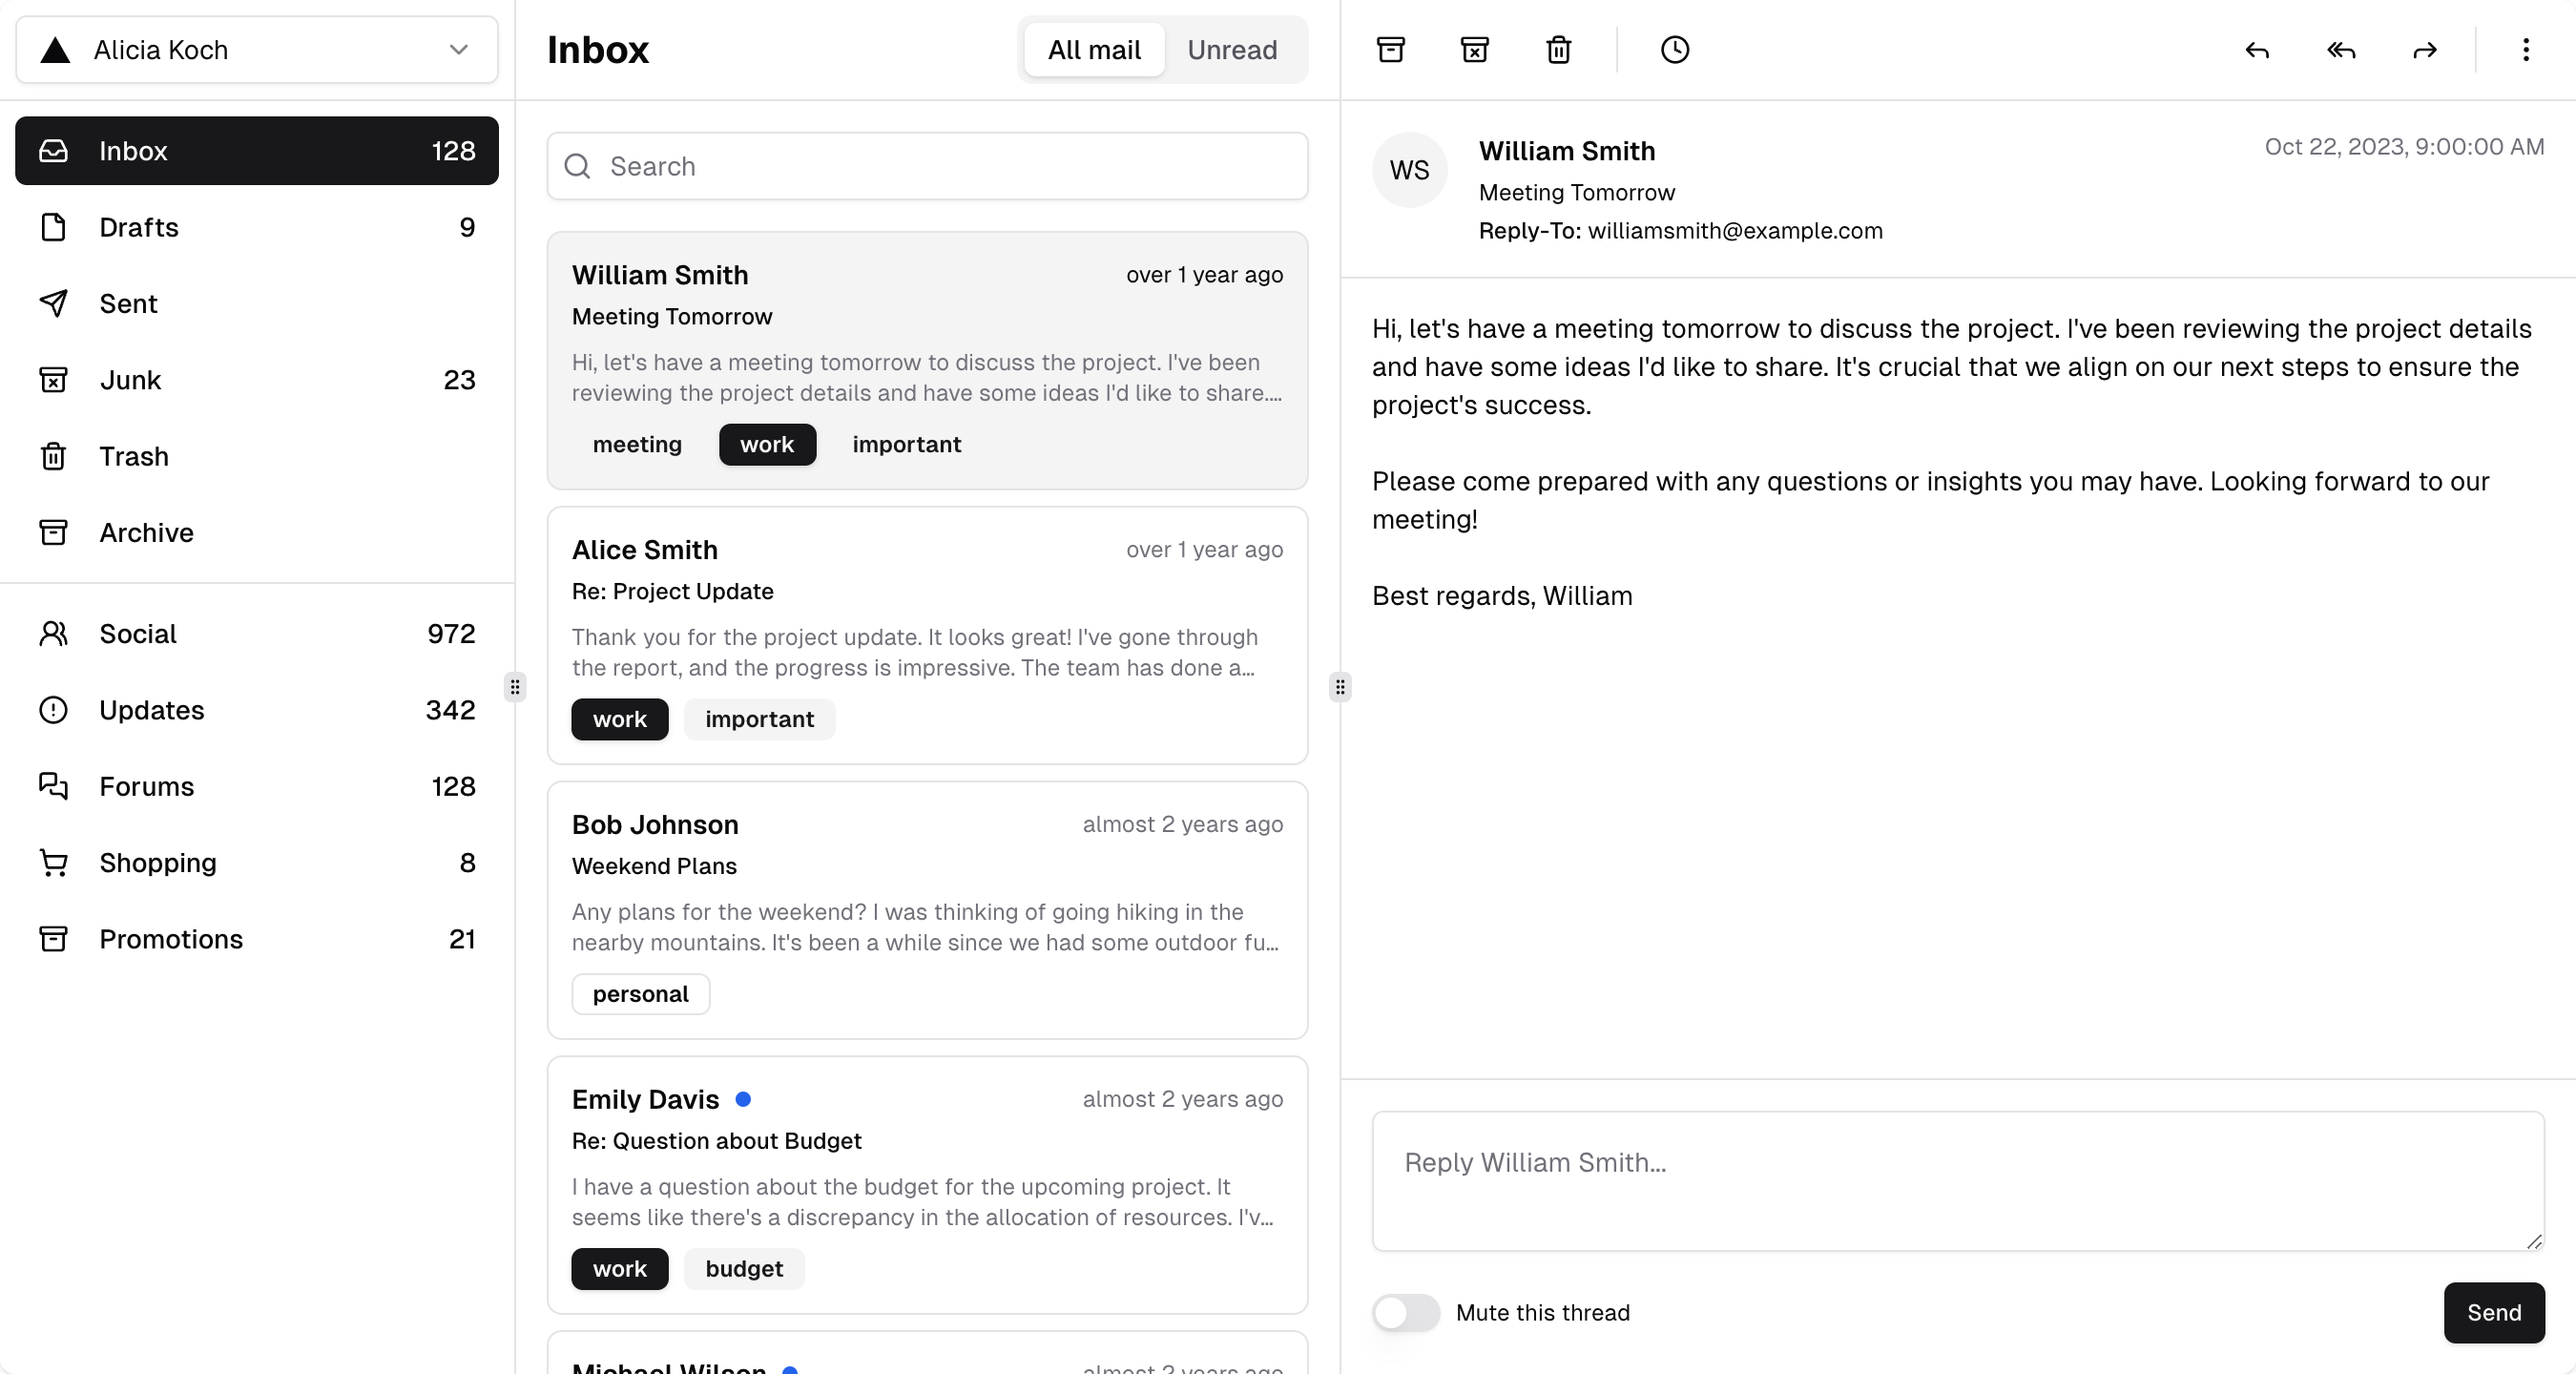 Alicia Koch
Inbox 128
Drafts 9
Sent
Junk 23
Trash
Archive
Social 972
Updates 342
Forums 128
Shopping 8
Promotions 21
Inbox
All mail Unread
Search
William Smith over 1 year ago
Meeting Tomorrow
Hi, let's have a meeting tomorrow to discuss the project. I've been
reviewing the project details and have some ideas I'd like to share....
meeting work important
Alice Smith over 1 year ago
Re: Project Update
Thank you for the project update. It looks great! I've gone through
the report, and the progress is impressive. The team has done a...
work important
Bob Johnson almost 2 years ago
Weekend Plans
Any plans for the weekend? I was thinking of going hiking in the
nearby mountains. It's been a while since we had some outdoor fu...
personal
Emily Davis almost 2 years ago
Re: Question about Budget
I have a question about the budget for the upcoming project. It
seems like there's a discrepancy in the allocation of resources. I'v...
work budget
Michael Wilson almost 2 years ago
WS
William Smith
Oct 22, 2023, 9:00:00 AM
Meeting Tomorrow
Reply-To: williamsmith@example.com
Hi, let's have a meeting tomorrow to discuss the project. I've been reviewing the project details
and have some ideas I'd like to share. It's crucial that we align on our next steps to ensure the
project's success.
Please come prepared with any questions or insights you may have. Looking forward to our
meeting!
Best regards, William
Reply William Smith...
Mute this thread
Send